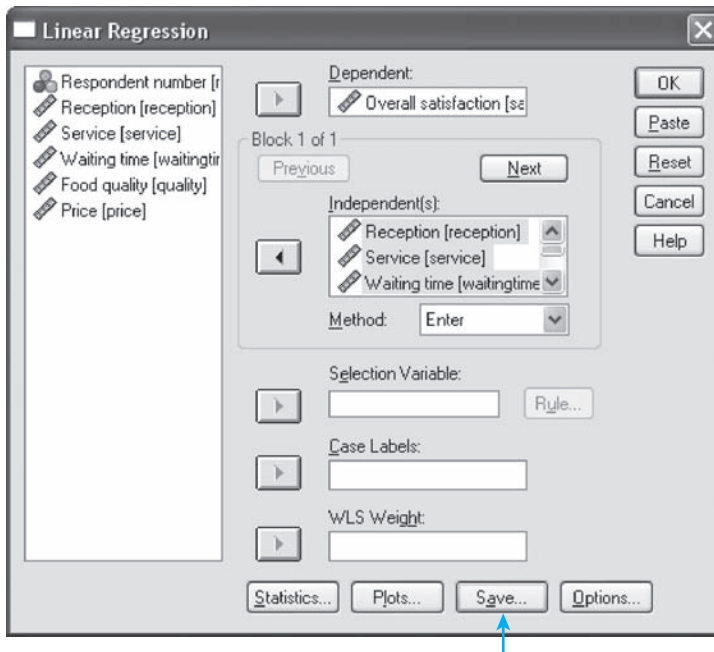 Linear Regression
Respondent number [r
Reception [reception]
Service [service]
Waiting time [waitingtir
Food quality [quality]
Price [price]
Dependent:
Overall satisfaction [sa
Block 1 of 1
Previous
Next
Independent(s):
Reception [reception]
Service [service]
Waiting time [waitingtime
Method:
Enter
Selection Variable:
Rule...
Case Labels:
WLS Weight:
Statistics...
Plots...
Save...
Options...
OK
Paste
Reset
Cancel
Help